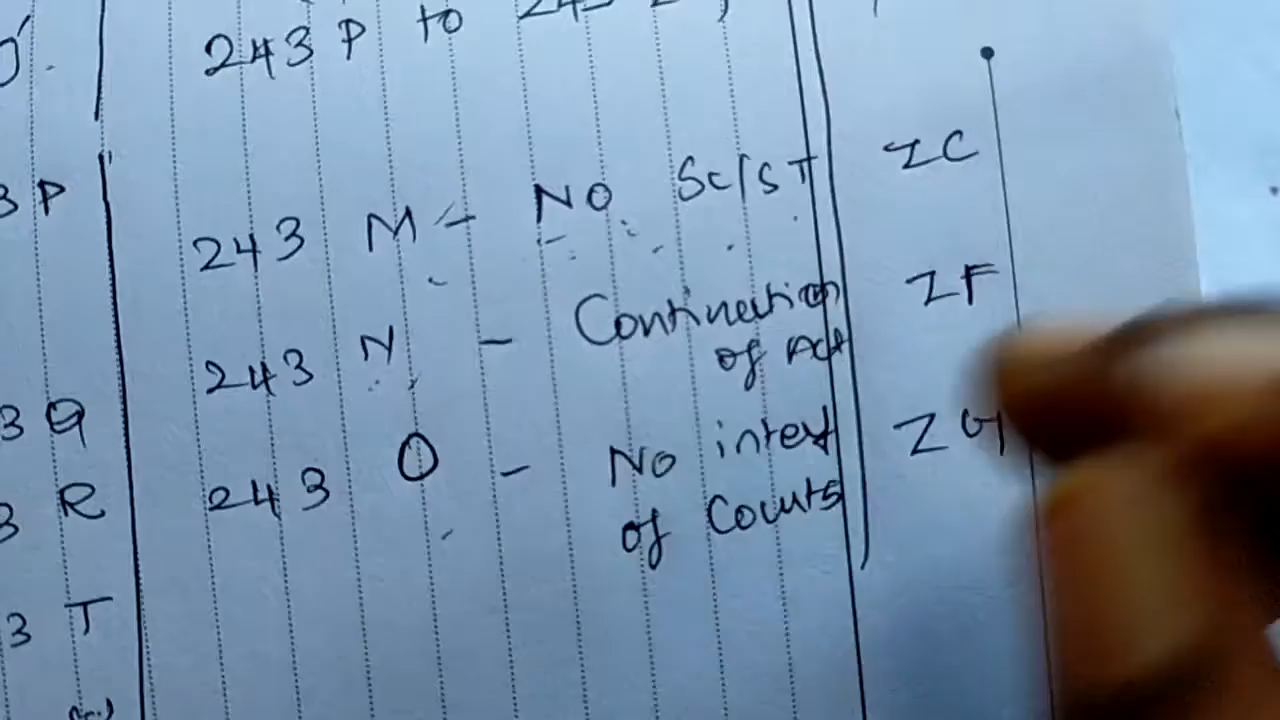 243 P to 243
3 P
243 M - No SC/ST ZC
243 N - Continuation ZF
of Act
3 Q
243 O - No interf ZG
3 R
of Courts
3 T